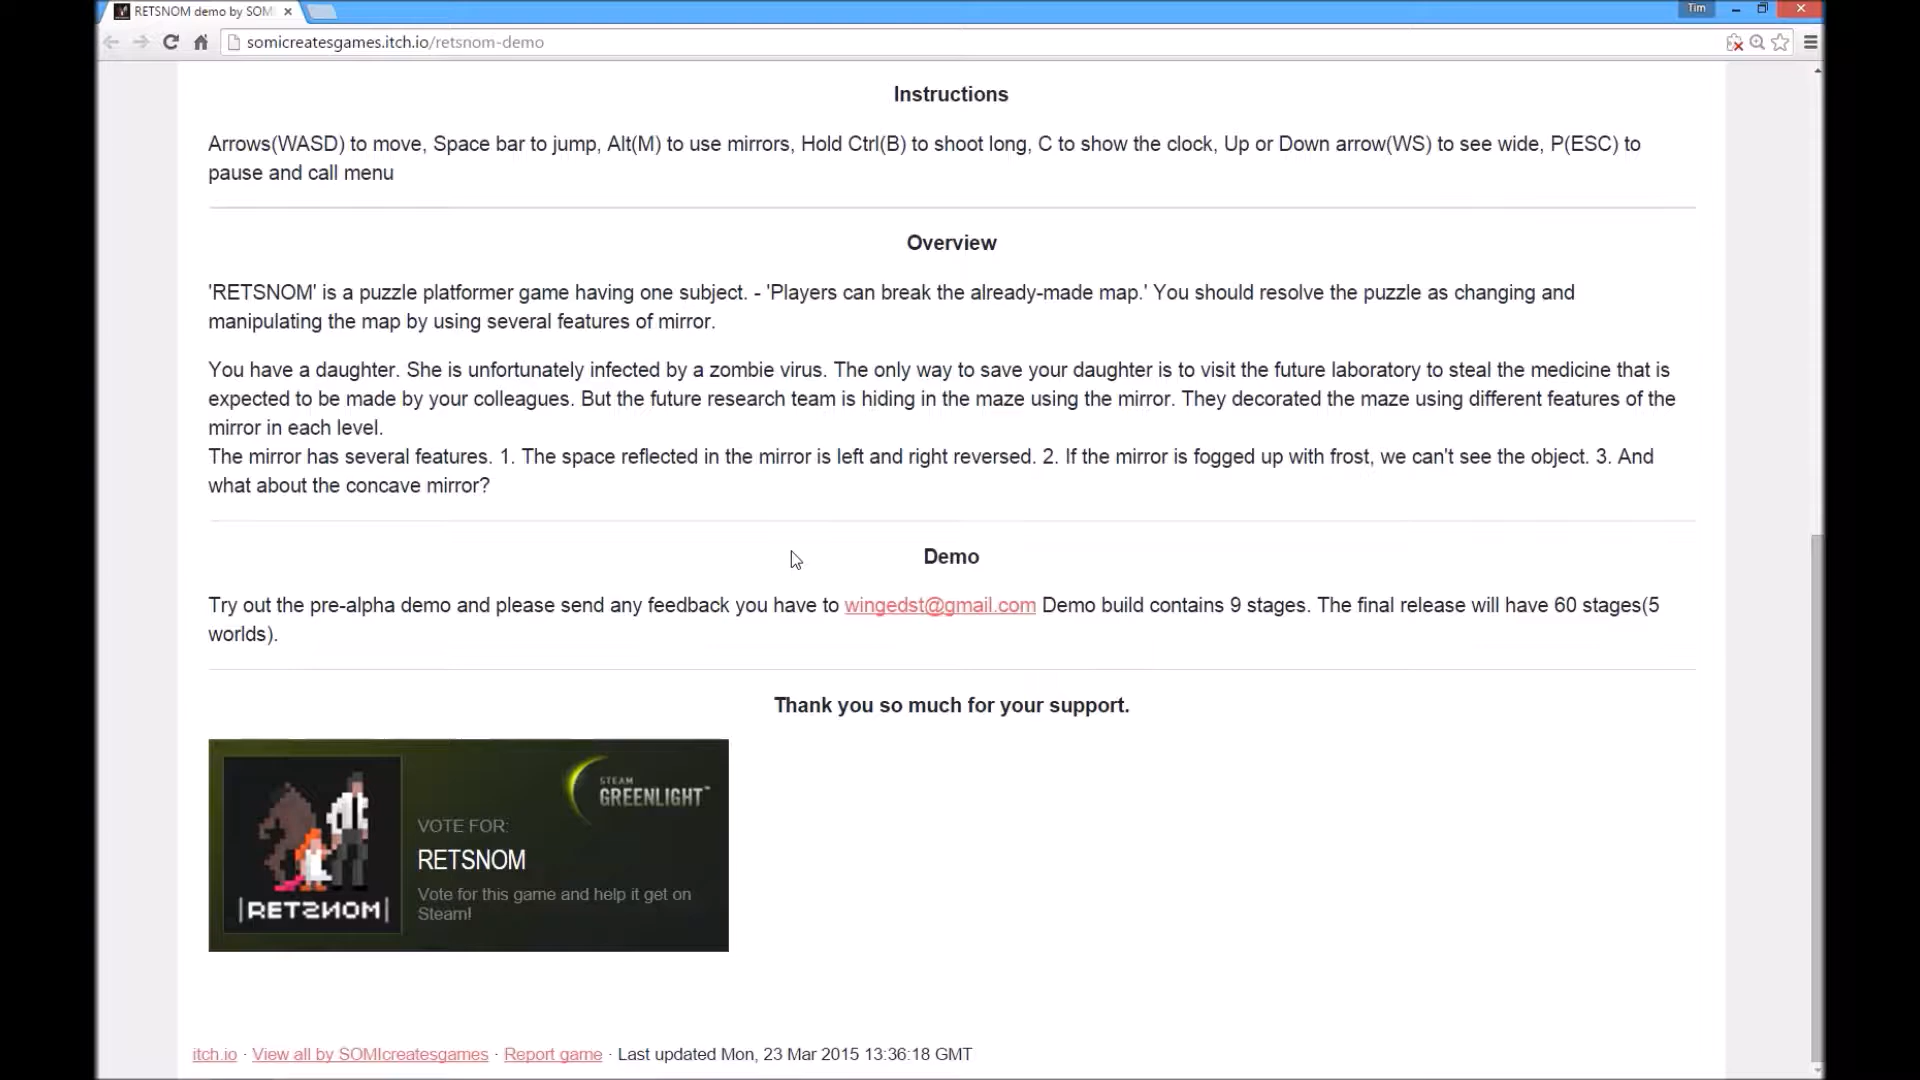 RETSNOM demo by SOMI
Tim
somicreatesgames.itch.io/retsnom-demo
Instructions
Arrows(WASD) to move, Space bar to jump, Alt(M) to use mirrors, Hold Ctrl(B) to shoot long, C to show the clock, Up or Down arrow(WS) to see wide, P(ESC) to
pause and call menu
Overview
'RETSNOM' is a puzzle platformer game having one subject. - 'Players can break the already-made map.' You should resolve the puzzle as changing and
manipulating the map by using several features of mirror.
You have a daughter. She is unfortunately infected by a zombie virus. The only way to save your daughter is to visit the future laboratory to steal the medicine that is
expected to be made by your colleagues. But the future research team is hiding in the maze using the mirror. They decorated the maze using different features of the
mirror in each level.
The mirror has several features. 1. The space reflected in the mirror is left and right reversed. 2. If the mirror is fogged up with frost, we can't see the object. 3. And
what about the concave mirror?
Demo
Try out the pre-alpha demo and please send any feedback you have to wingedst@gmail.com Demo build contains 9 stages. The final release will have 60 stages(5
worlds).
Thank you so much for your support.
STEAM
GREENLIGHT™
VOTE FOR:
RETSNOM
Vote for this game and help it get on
Steam!
|RETSNOM|
itch.io · View all by SOMIcreatesgames · Report game · Last updated Mon, 23 Mar 2015 13:36:18 GMT